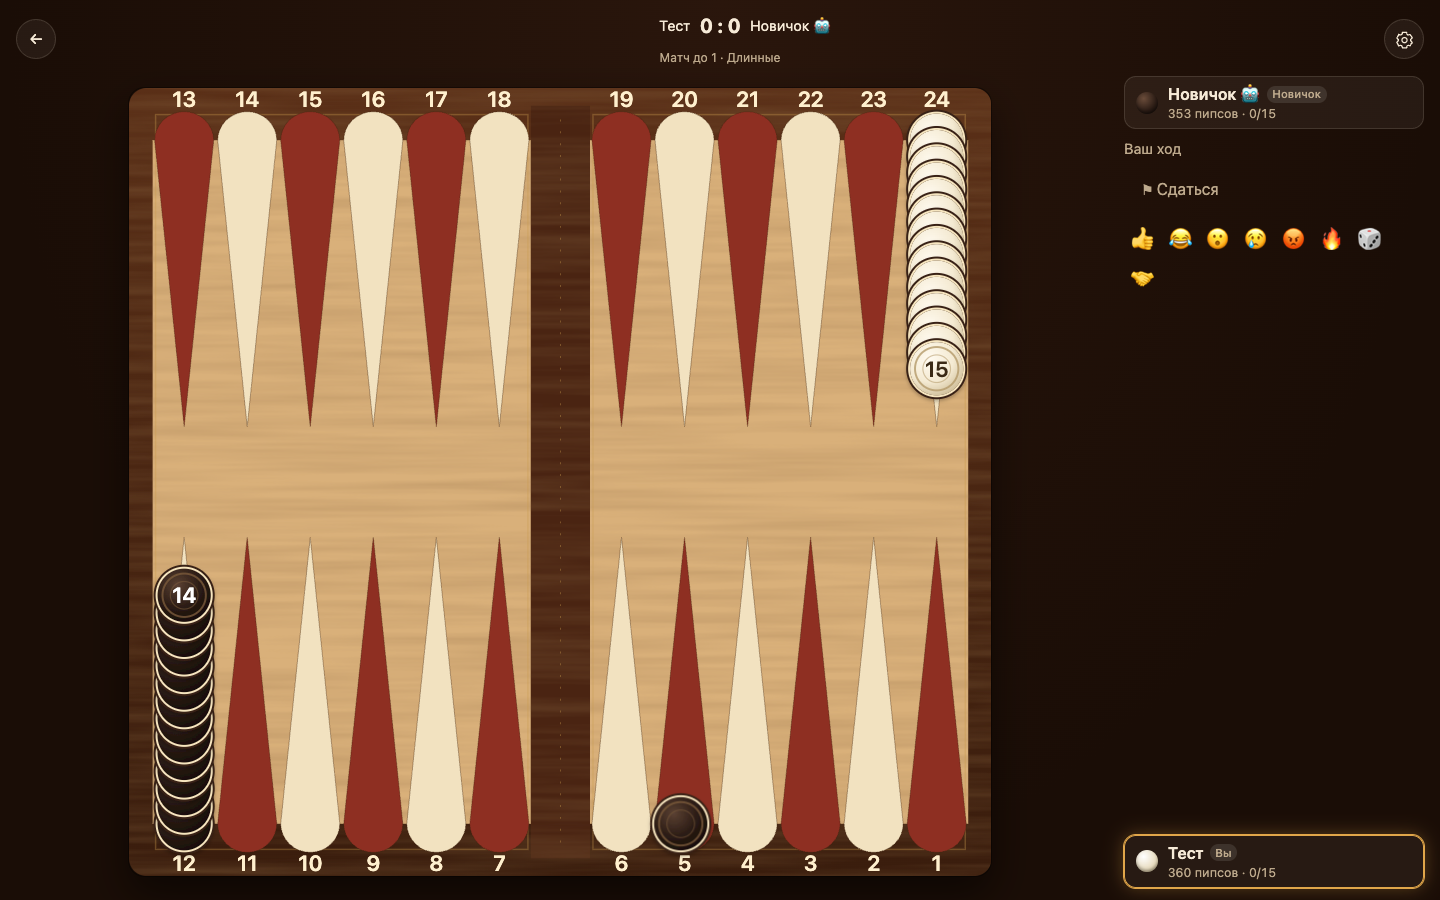 Тест 0 : 0 Новичок
Матч до 1 · Длинные
13 14 15 16 17 18 19 20 21 22 23 24
15
14
12 11 10 9 8 7 6 5 4 3 2 1
Новичок Новичок
353 пипсов · 0/15
Ваш ход
Сдаться
Тест Вы
360 пипсов · 0/15